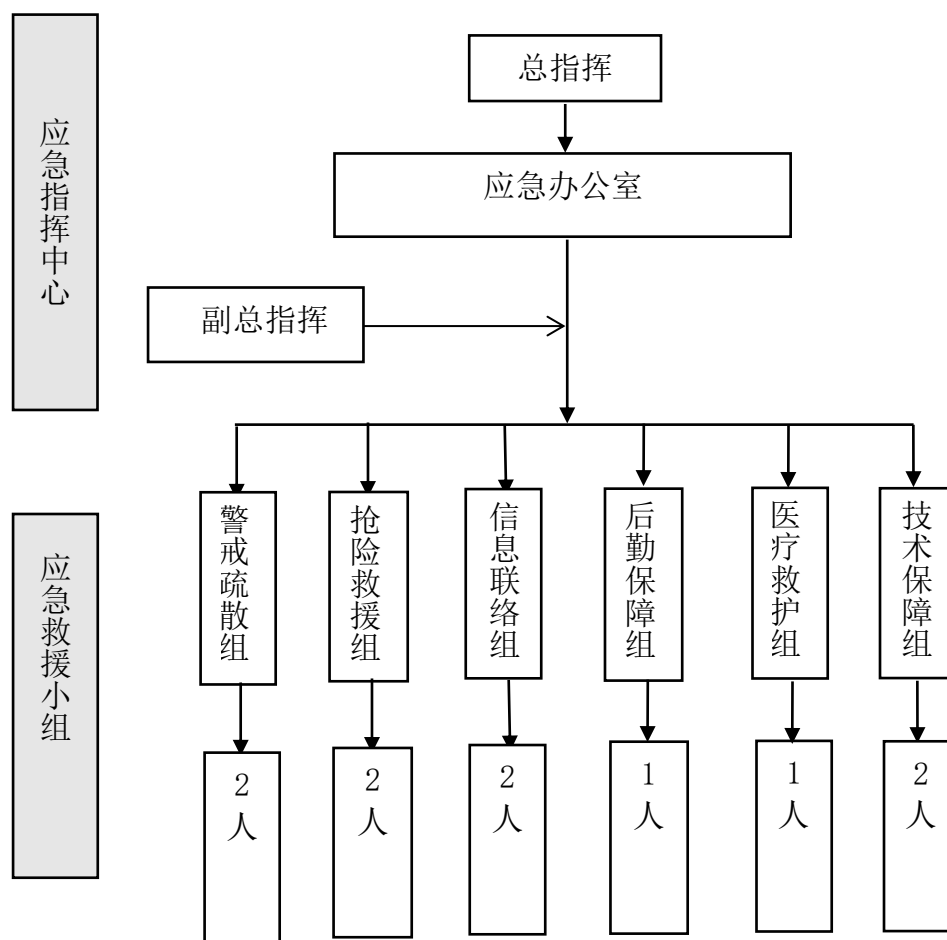 总指挥
应急办公室
应急指挥中心
副总指挥
警戒疏散组
抢险救援组
信息联络组
后勤保障组
医疗救护组
技术保障组
应急救援小组
2人
2人
2人
1人
1人
2人